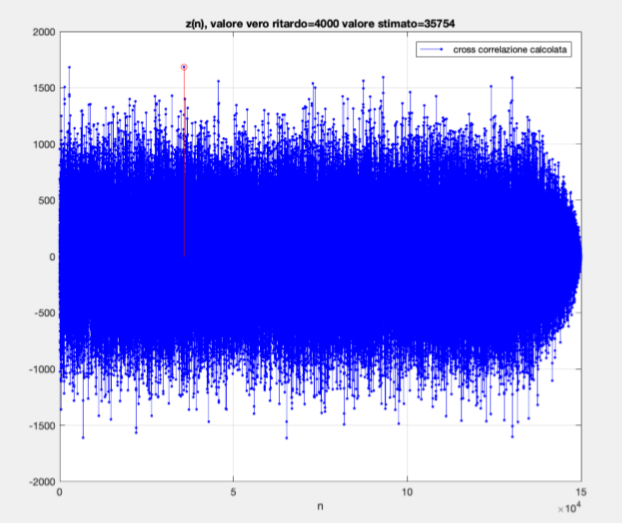 z(n), valore vero ritardo=4000 valore stimato=35754
cross correlazione calcolata
2000
1500
1000
500
0
-500
-1000
-1500
-2000
0 5 10 15
×10⁴
n